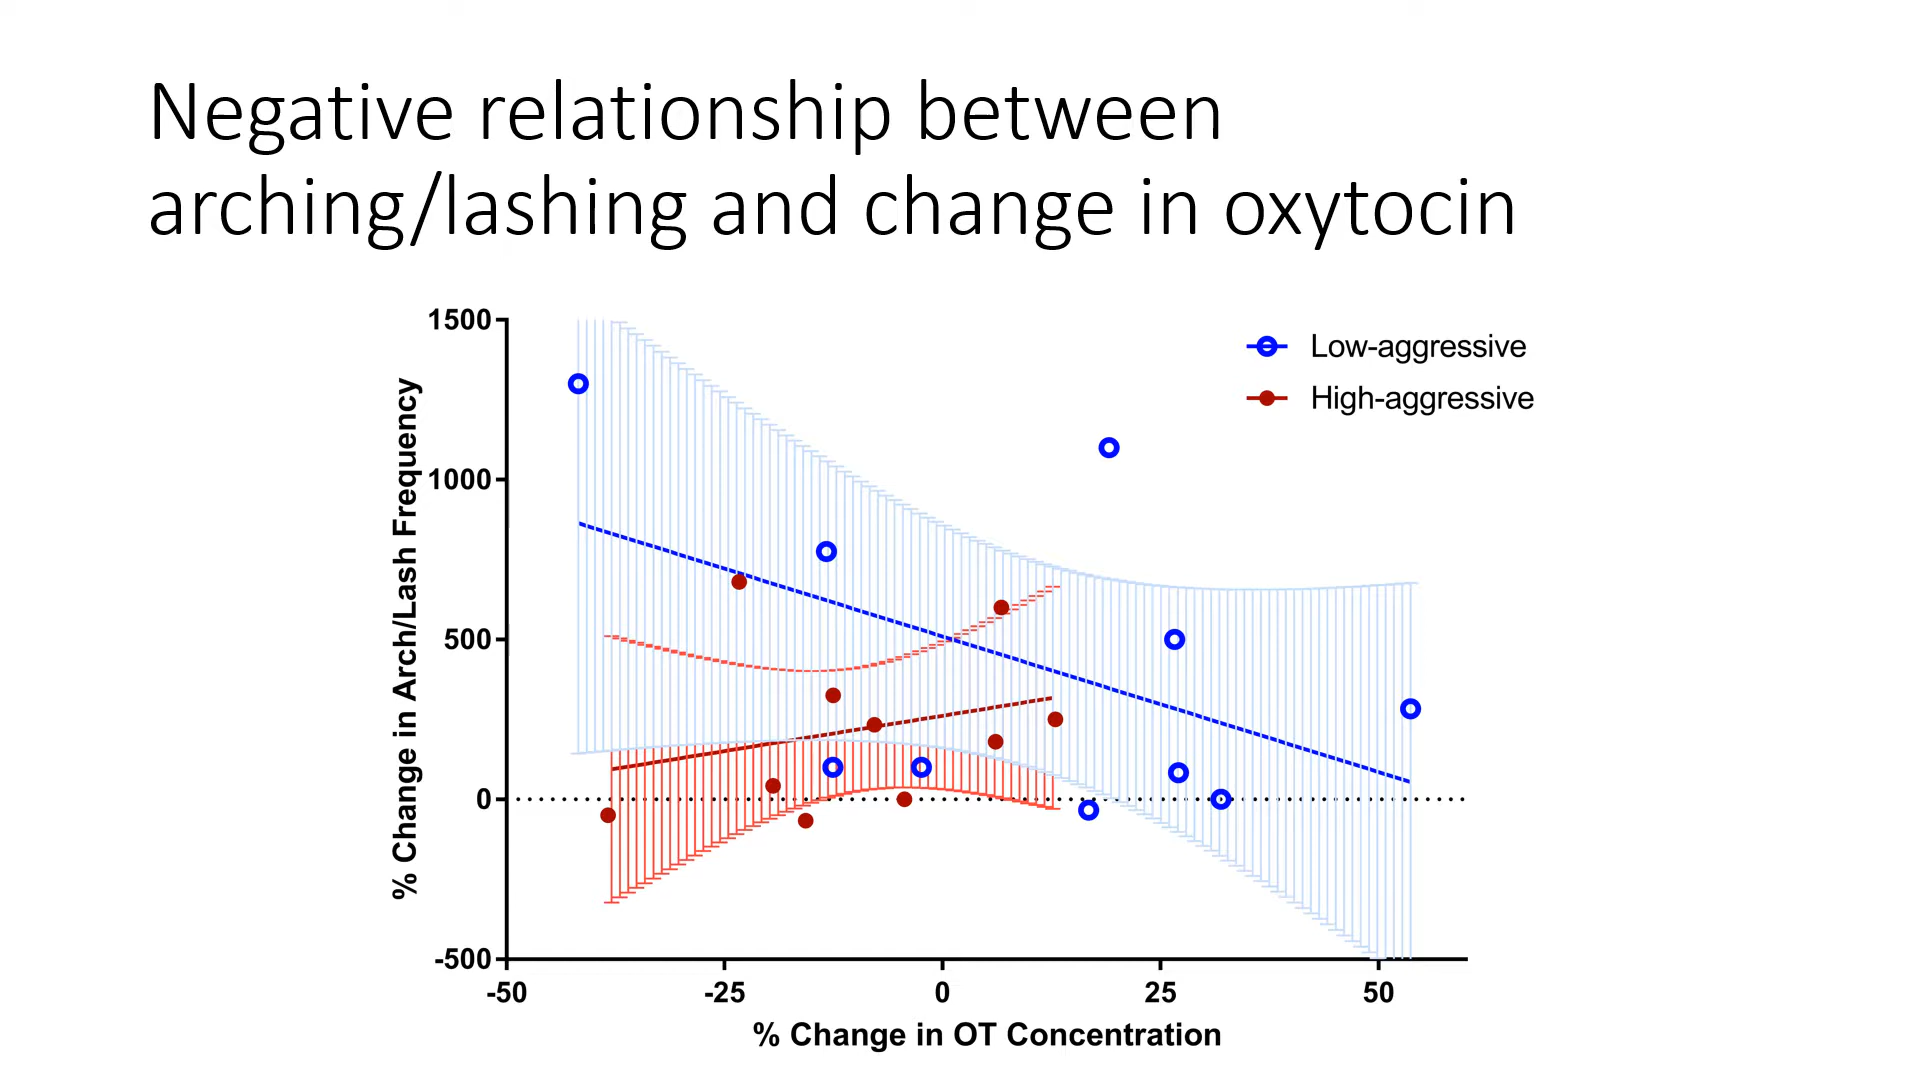 Negative relationship between
arching/lashing and change in oxytocin
1500
1000
500
0
-500
% Change in Arch/Lash Frequency
Low-aggressive
High-aggressive
-50 -25 0 25 50
% Change in OT Concentration